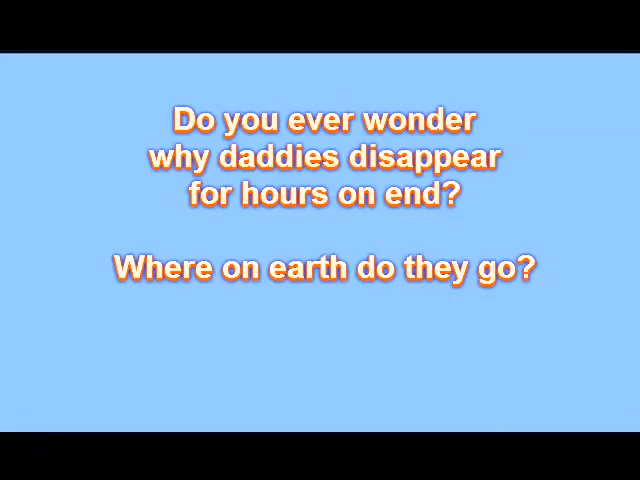 Do you ever wonder
why daddies disappear
for hours on end?
Where on earth do they go?